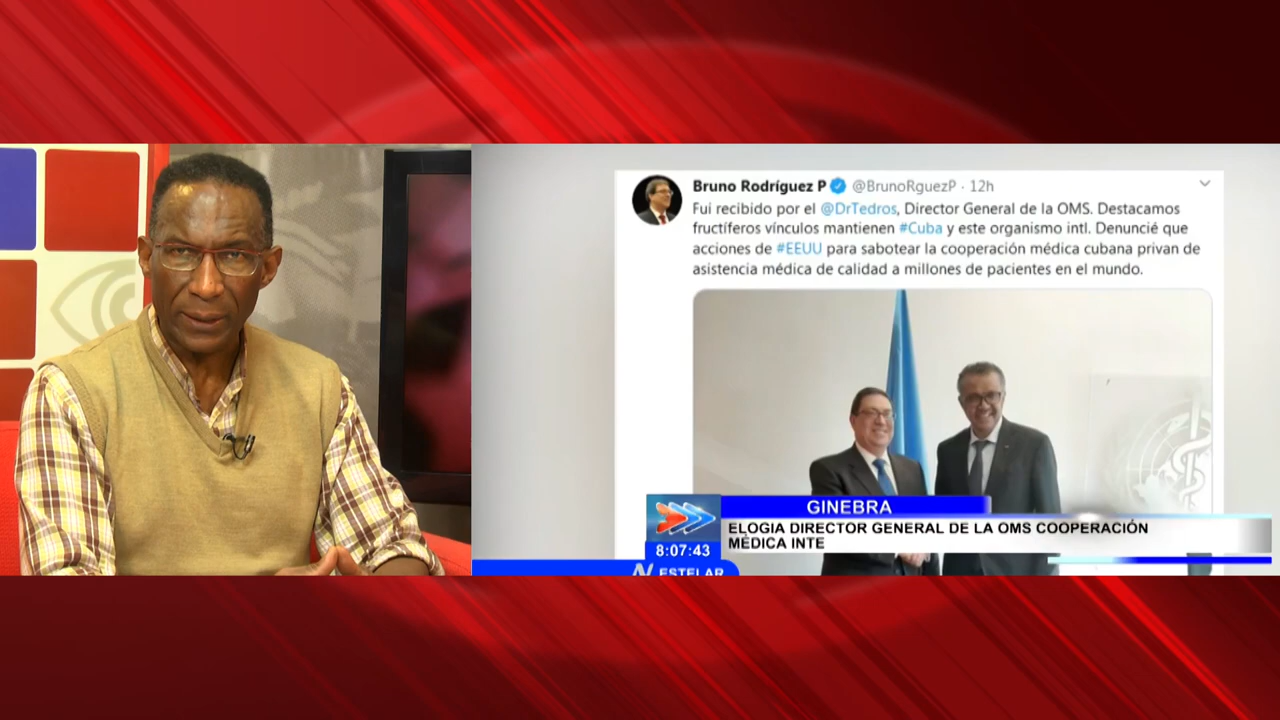 Bruno Rodríguez P @BrunoRguezP · 12h
Fui recibido por el @DrTedros, Director General de la OMS. Destacamos
fructíferos vínculos mantienen #Cuba y este organismo intl. Denuncié que
acciones de #EEUU para sabotear la cooperación médica cubana privan de
asistencia médica de calidad a millones de pacientes en el mundo.
GINEBRA
ELOGIA DIRECTOR GENERAL DE LA OMS COOPERACIÓN
MÉDICA INTE
8:07:43
N ESTELAR